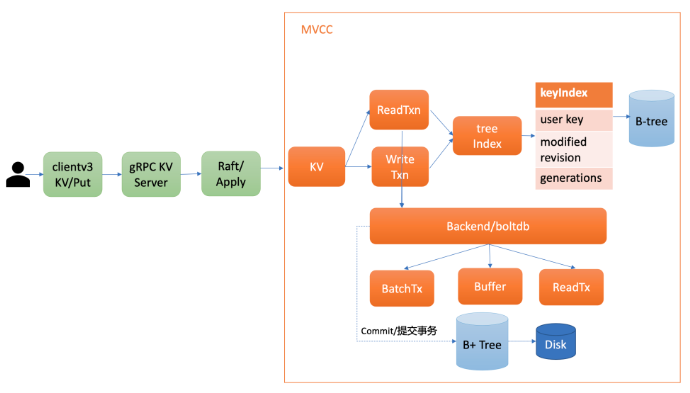 MVCC
clientv3
KV/Put
gRPC KV
Server
Raft/
Apply
KV
ReadTxn
Write
Txn
tree
Index
keyIndex
user key
modified
revision
generations
B-tree
Backend/boltdb
BatchTx
Buffer
ReadTx
Commit/提交事务
B+ Tree
Disk